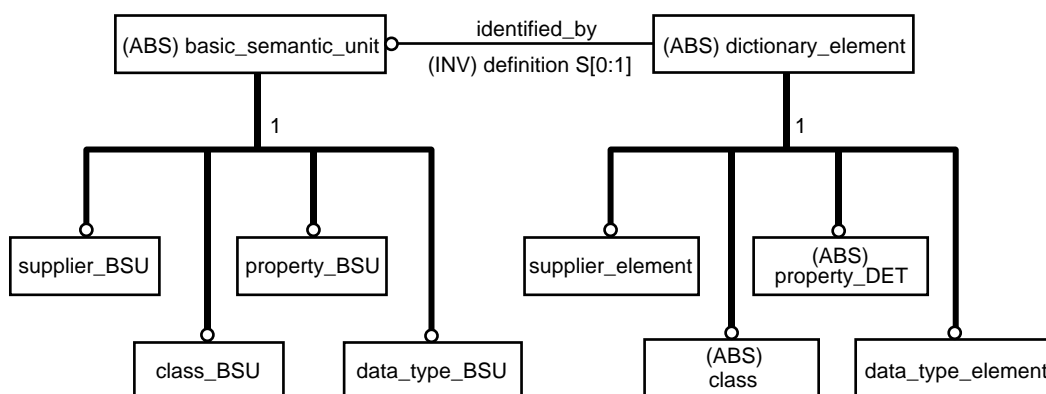 (ABS) basic_semantic_unit
identified_by
(INV) definition S[0:1]
(ABS) dictionary_element
1
1
supplier_BSU
property_BSU
supplier_element
(ABS)
property_DET
class_BSU
data_type_BSU
(ABS)
class
data_type_element